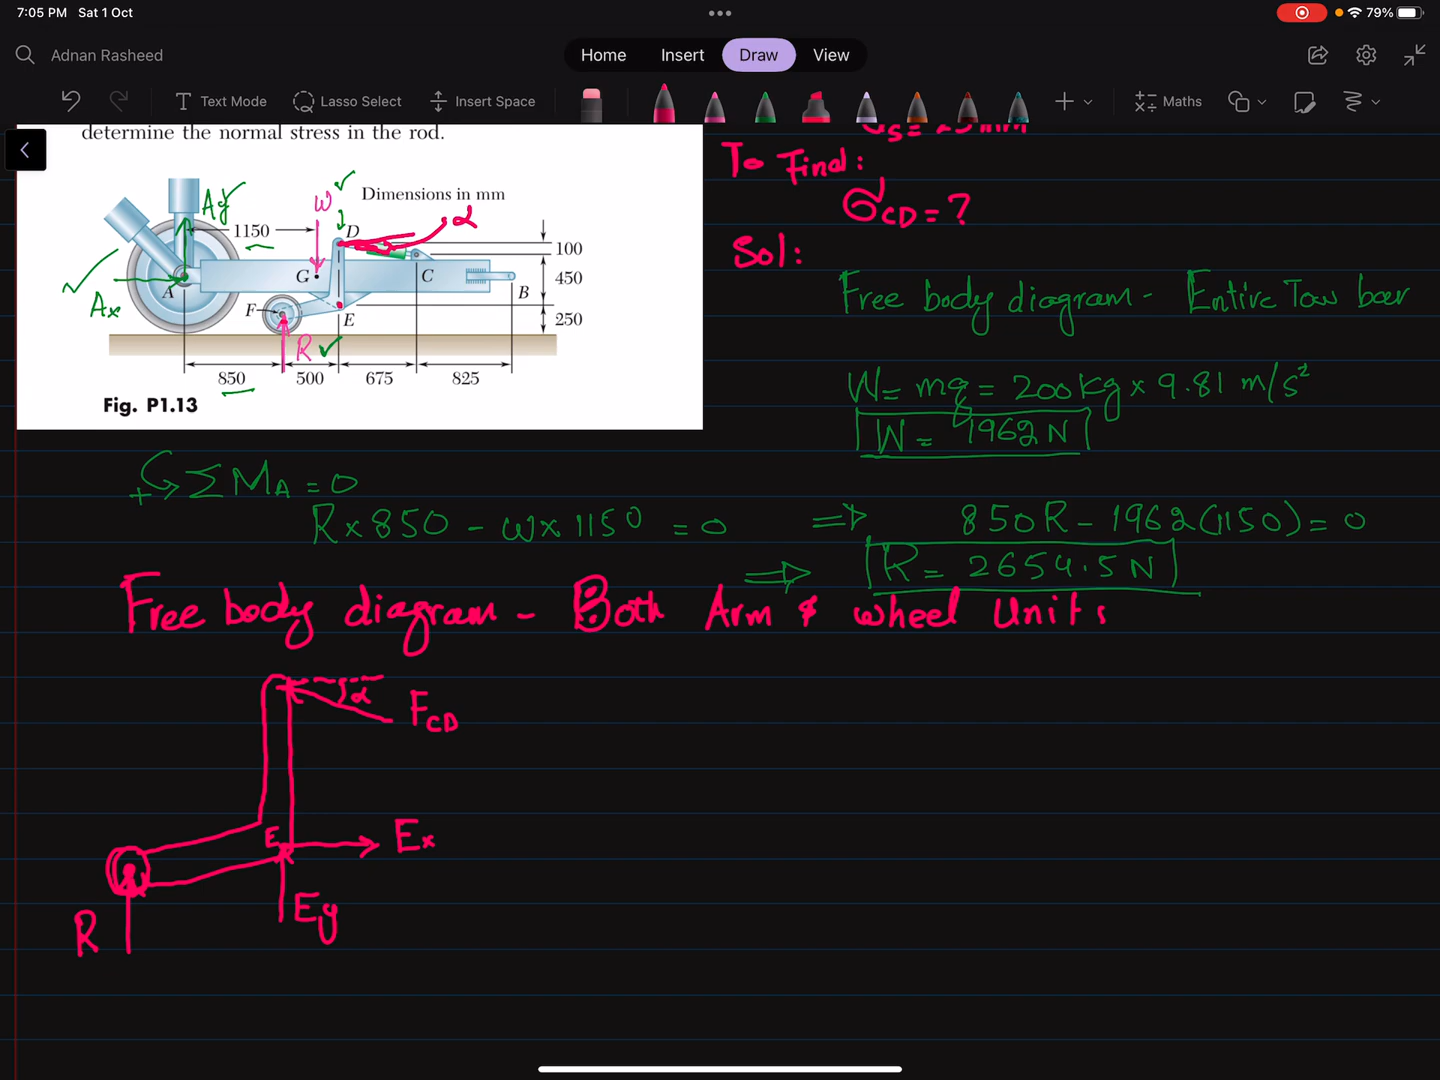 7:05 PM Sat 1 Oct
79%
Adnan Rasheed
Home Insert Draw View
Text Mode Lasso Select Insert Space Maths
determine the normal stress in the rod.
Dimensions in mm
Ay
W
D
α
1150
100
G
C
450
A
B
Ax
F
E
250
R
850 500 675 825
Fig. P1.13
To Find:
σCD = ?
Sol:
Free body diagram - Entire Tow bar
W = mg = 200kg × 9.81 m/s²
W = 1962 N
+ ΣMA = 0
R × 850 - W × 1150 = 0 ⇒ 850R - 1962(1150) = 0
⇒ R = 2654.5 N
Free body diagram - Both Arm & wheel Units
α
FCD
E
Ex
Ey
R